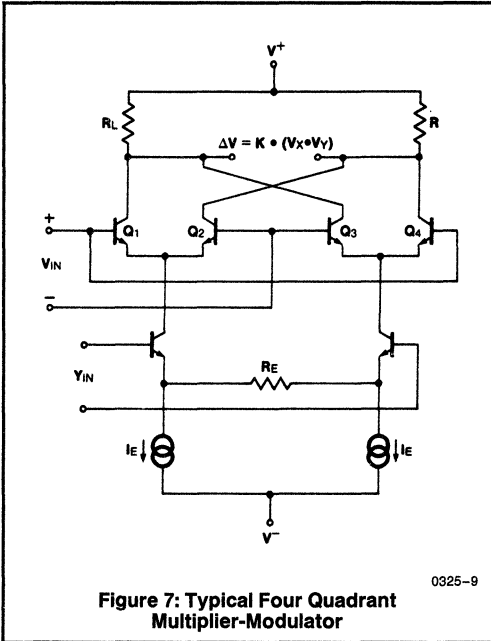 V+
RL
R
ΔV = K • (VX•VY)
+
Q1
Q2
Q3
Q4
VIN
−
YIN
RE
IE
IE
V−
0325–9
Figure 7: Typical Four Quadrant
Multiplier-Modulator